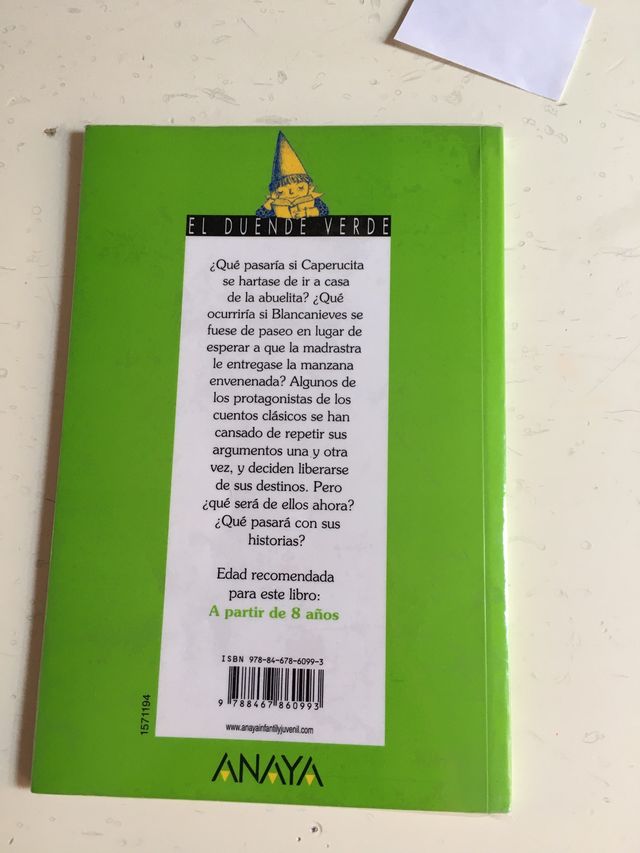 EL DUENDE VERDE
¿Qué pasaría si Caperucita
se hartase de ir a casa
de la abuelita? ¿Qué
ocurriría si Blancanieves se
fuese de paseo en lugar de
esperar a que la madrastra
le entregase la manzana
envenenada? Algunos de
los protagonistas de los
cuentos clásicos se han
cansado de repetir sus
argumentos una y otra
vez, y deciden liberarse
de sus destinos. Pero
¿qué será de ellos ahora?
¿Qué pasará con sus
historias?
Edad recomendada
para este libro:
A partir de 8 años
ISBN 978-84-678-6099-3
9 788467 860993
www.anayainfantilyjuvenil.com
1571194
ANAYA